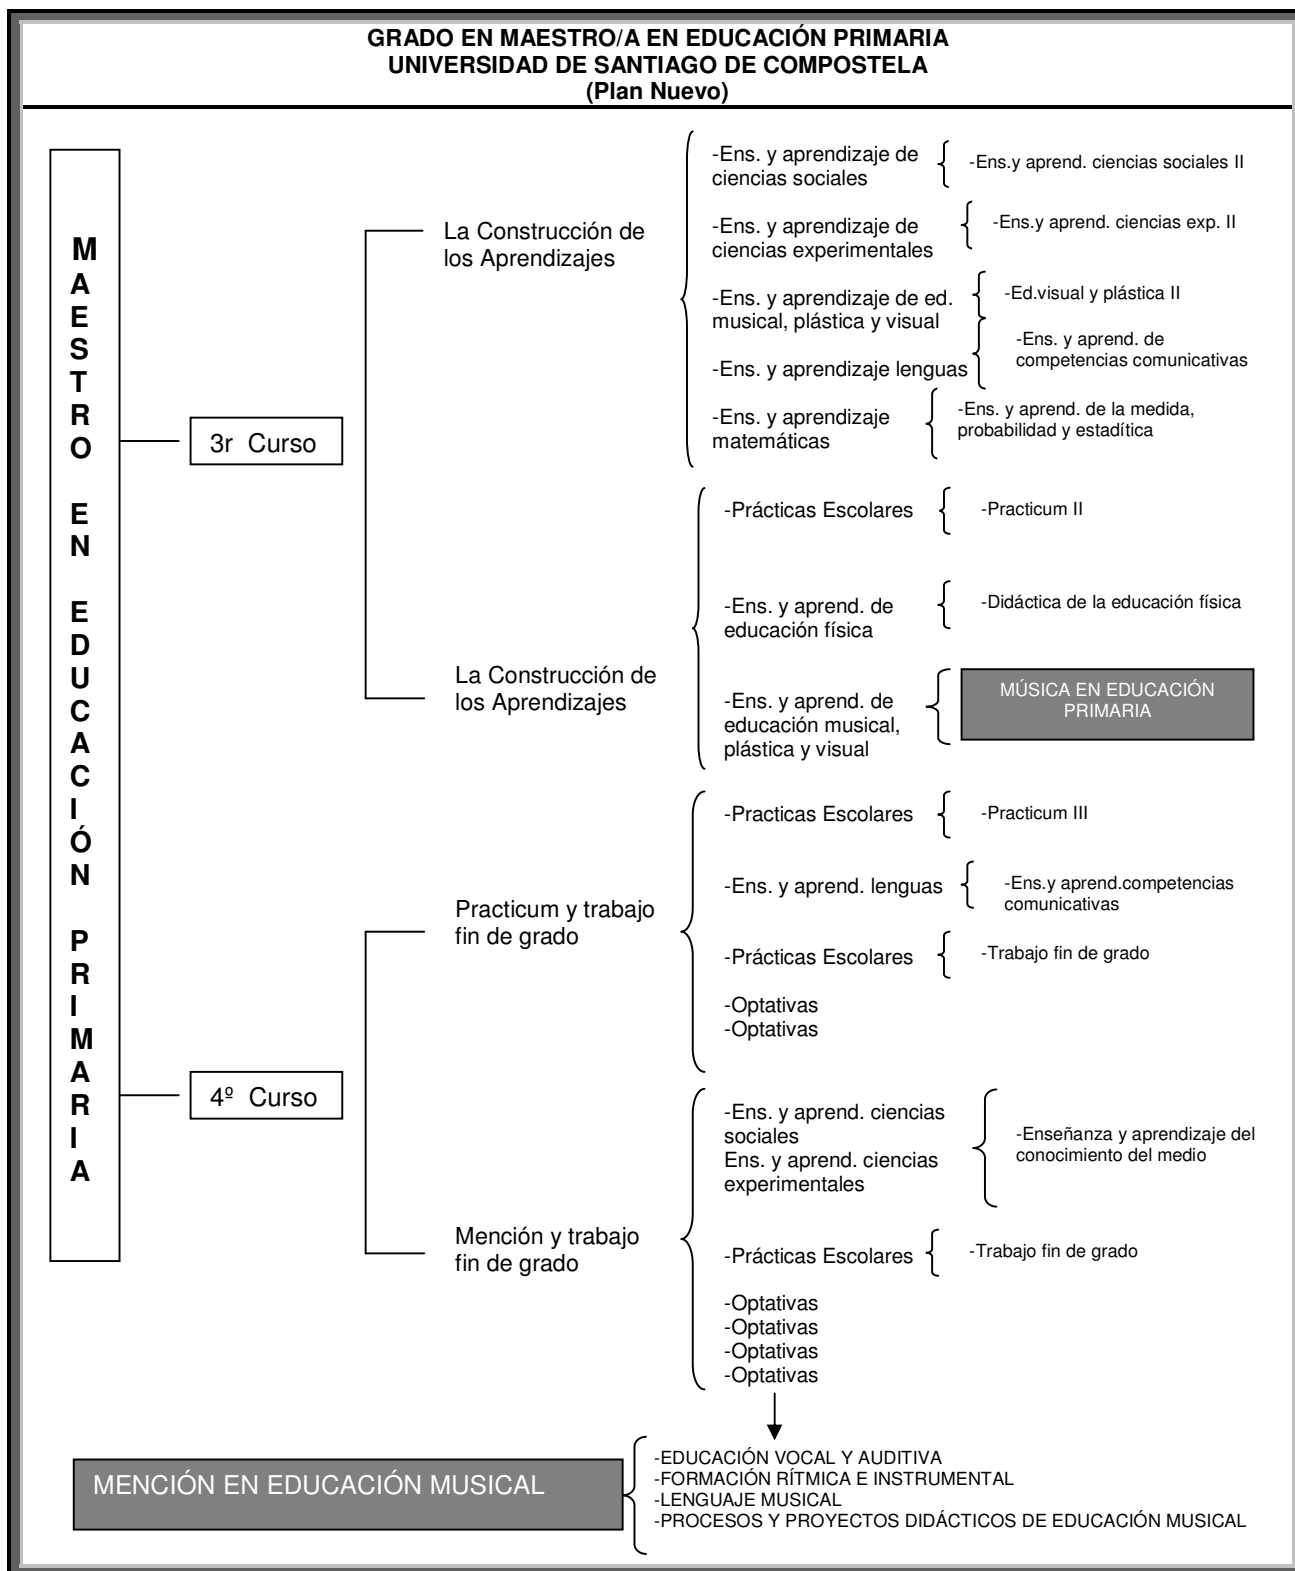 GRADO EN MAESTRO/A EN EDUCACIÓN PRIMARIA
UNIVERSIDAD DE SANTIAGO DE COMPOSTELA
(Plan Nuevo)
MAESTRO EN EDUCACIÓN PRIMARIA
3r Curso
La Construcción de
los Aprendizajes
-Ens. y aprendizaje de
ciencias sociales
-Ens.y aprend. ciencias sociales II
-Ens. y aprendizaje de
ciencias experimentales
-Ens.y aprend. ciencias exp. II
-Ens. y aprendizaje de ed.
musical, plástica y visual
-Ed.visual y plástica II
-Ens. y aprendizaje lenguas
-Ens. y aprend. de
competencias comunicativas
-Ens. y aprendizaje
matemáticas
-Ens. y aprend. de la medida,
probabilidad y estadítica
La Construcción de
los Aprendizajes
-Prácticas Escolares
-Practicum II
-Ens. y aprend. de
educación física
-Didáctica de la educación física
-Ens. y aprend. de
educación musical,
plástica y visual
MÚSICA EN EDUCACIÓN
PRIMARIA
4º Curso
Practicum y trabajo
fin de grado
-Practicas Escolares
-Practicum III
-Ens. y aprend. lenguas
-Ens.y aprend.competencias
comunicativas
-Prácticas Escolares
-Trabajo fin de grado
-Optativas
-Optativas
Mención y trabajo
fin de grado
-Ens. y aprend. ciencias
sociales
Ens. y aprend. ciencias
experimentales
-Enseñanza y aprendizaje del
conocimiento del medio
-Prácticas Escolares
-Trabajo fin de grado
-Optativas
-Optativas
-Optativas
-Optativas
MENCIÓN EN EDUCACIÓN MUSICAL
-EDUCACIÓN VOCAL Y AUDITIVA
-FORMACIÓN RÍTMICA E INSTRUMENTAL
-LENGUAJE MUSICAL
-PROCESOS Y PROYECTOS DIDÁCTICOS DE EDUCACIÓN MUSICAL